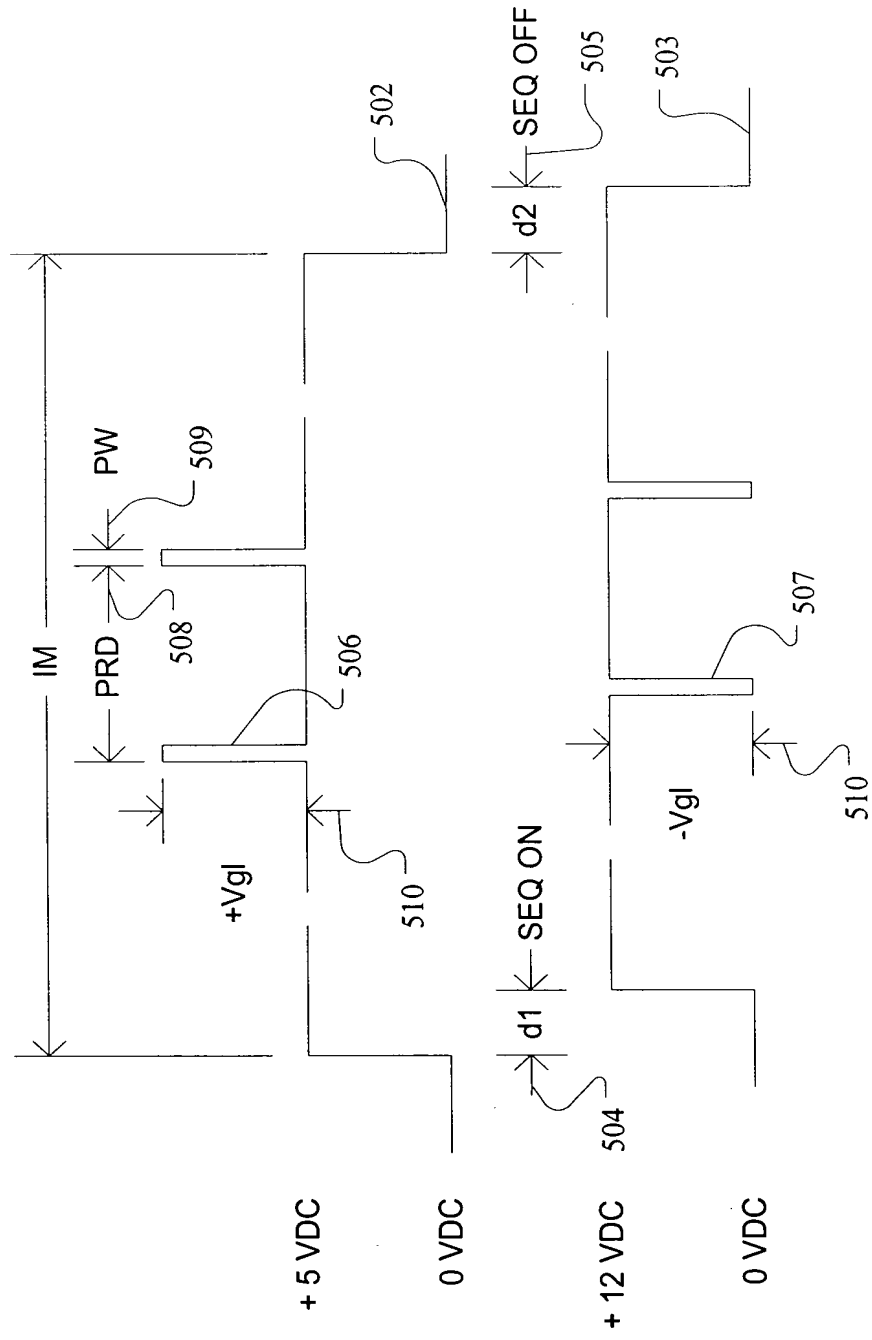 IM
PRD
PW
508
509
+Vgl
506
502
510
+ 5 VDC
0 VDC
d1
SEQ ON
d2
SEQ OFF
504
505
+ 12 VDC
-Vgl
507
503
510
0 VDC